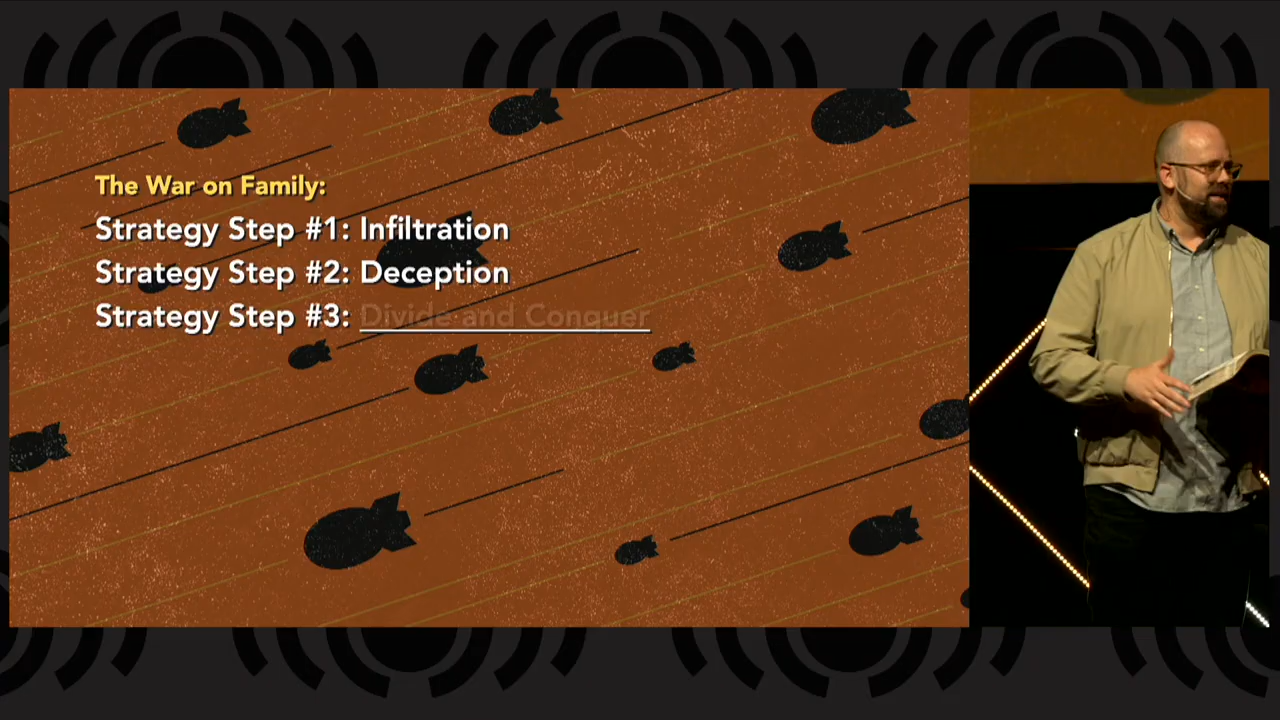 The War on Family:
Strategy Step #1: Infiltration
Strategy Step #2: Deception
Strategy Step #3: Divide and Conquer